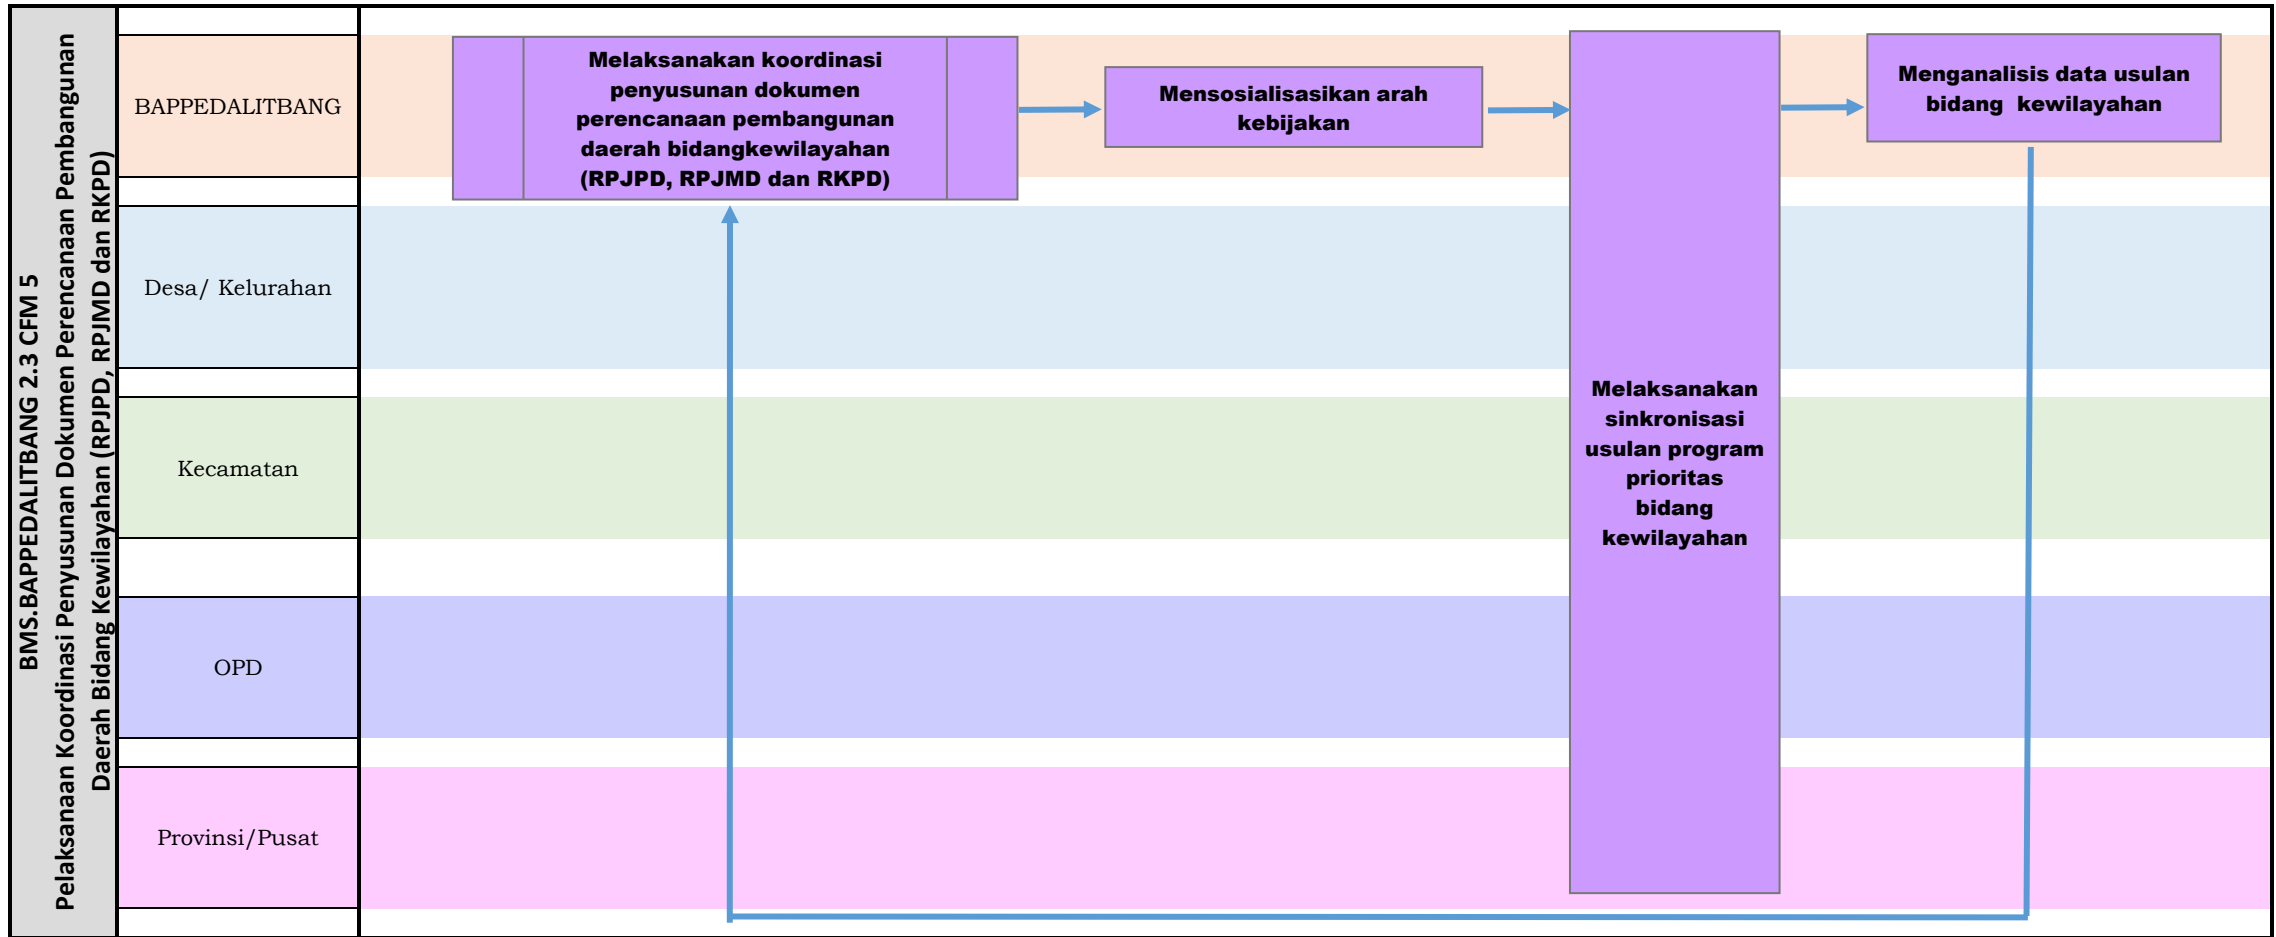 BMS.BAPPEDALITBANG 2.3 CFM 5
Pelaksanaan Koordinasi Penyusunan Dokumen Perencanaan Pembangunan
Daerah Bidang Kewilayahan (RPJPD, RPJMD dan RKPD)
BAPPEDALITBANG
Melaksanakan koordinasi
penyusunan dokumen
perencanaan pembangunan
daerah bidangkewilayahan
(RPJPD, RPJMD dan RKPD)
Mensosialisasikan arah
kebijakan
Melaksanakan
sinkronisasi
usulan program
prioritas
bidang
kewilayahan
Menganalisis data usulan
bidang  kewilayahan
Desa/ Kelurahan
Kecamatan
OPD
Provinsi/Pusat